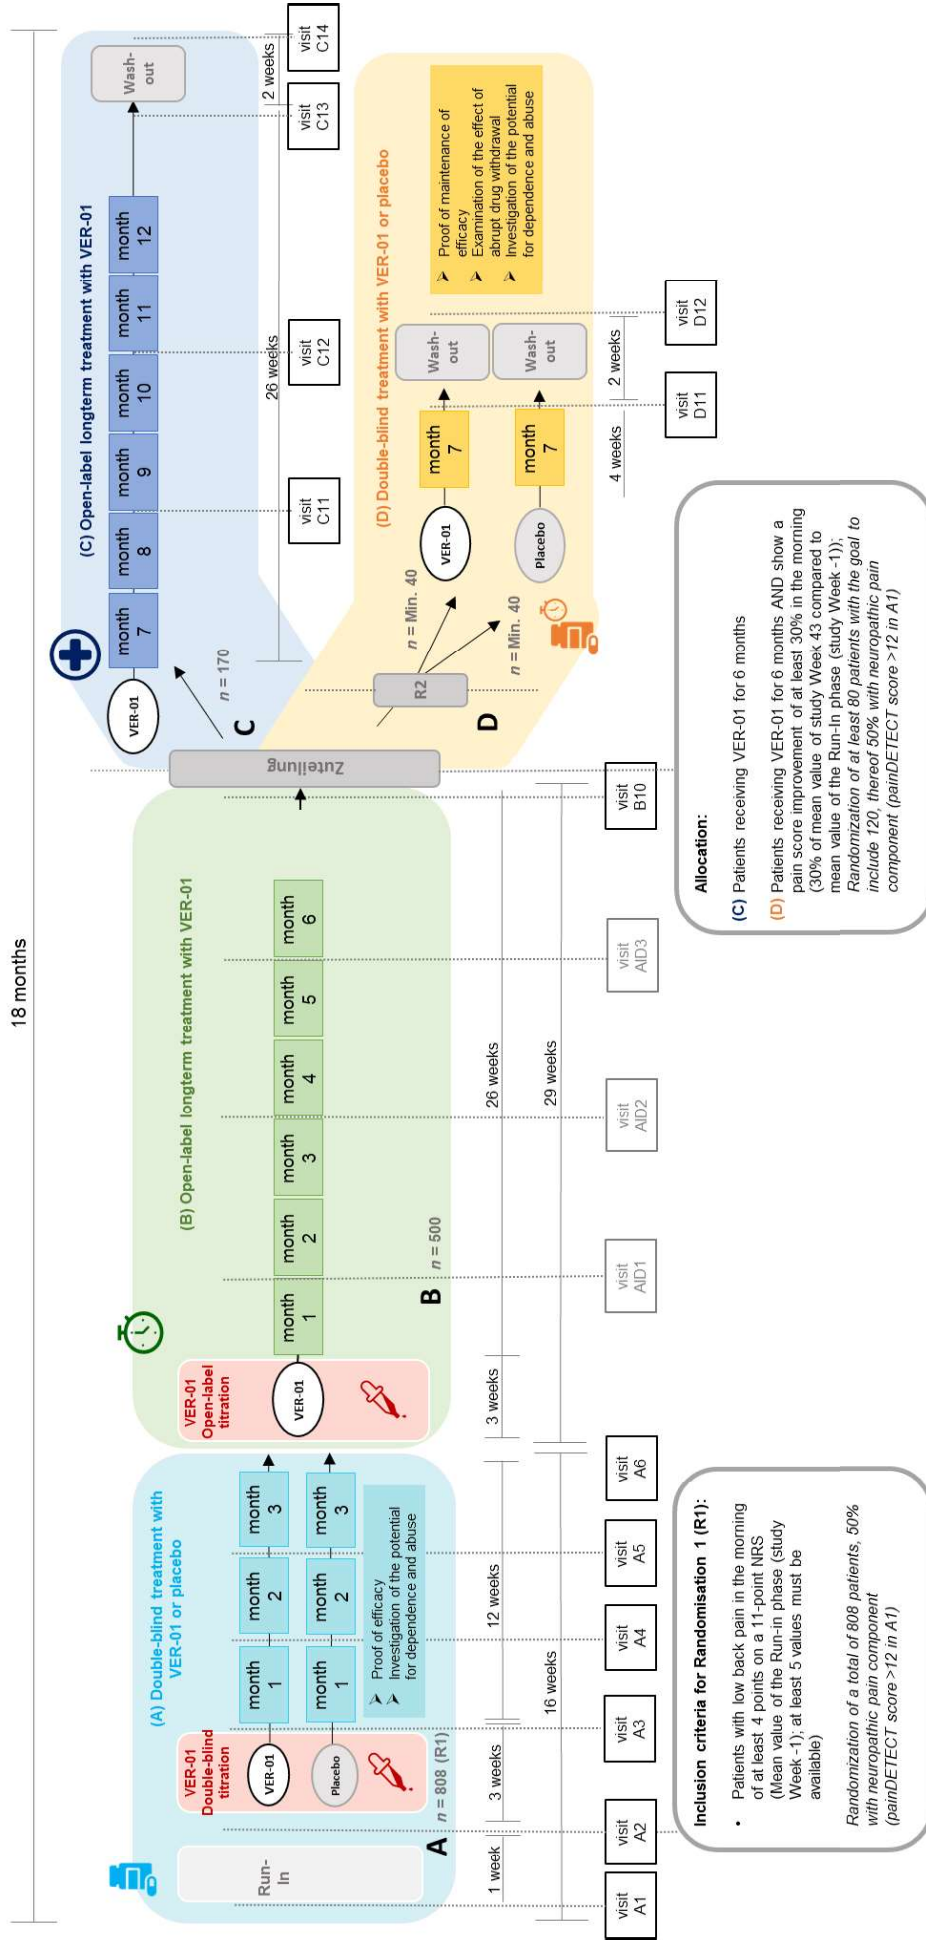 18 months
(A) Double-blind treatment with
VER-01 or placebo
Run-
In
VER-01
Double-blind
titration
VER-01
Placebo
month
1
month
2
month
3
month
1
month
2
month
3
➢ Proof of efficacy
➢ Investigation of the potential
for dependence and abuse
A
n = 808 (R1)
1 week
3 weeks
12 weeks
16 weeks
visit
A1
visit
A2
visit
A3
visit
A4
visit
A5
visit
A6
Inclusion criteria for Randomisation 1 (R1):
• Patients with low back pain in the morning
of at least 4 points on a 11-point NRS
(Mean value of the Run-in phase (study
Week -1); at least 5 values must be
available)
Randomization of a total of 808 patients, 50%
with neuropathic pain component
(painDETECT score >12 in A1)
(B) Open-label longterm treatment with VER-01
VER-01
Open-label
titration
VER-01
month
1
month
2
month
3
month
4
month
5
month
6
B
n = 500
3 weeks
26 weeks
29 weeks
visit
AID1
visit
AID2
visit
AID3
visit
B10
Zuteilung
(C) Open-label longterm treatment with VER-01
VER-01
month
7
month
8
month
9
month
10
month
11
month
12
Wash-
out
C
n = 170
26 weeks
2 weeks
visit
C11
visit
C12
visit
C13
visit
C14
(D) Double-blind treatment with VER-01 or placebo
D
R2
n = Min. 40
n = Min. 40
VER-01
Placebo
month
7
month
7
Wash-
out
Wash-
out
➢ Proof of maintenance of
efficacy
➢ Examination of the effect of
abrupt drug withdrawal
➢ Investigation of the potential
for dependence and abuse
4 weeks
2 weeks
visit
D11
visit
D12
Allocation:
(C) Patients receiving VER-01 for 6 months
(D) Patients receiving VER-01 for 6 months AND show a
pain score improvement of at least 30% in the morning
(30% of mean value of study Week 43 compared to
mean value of the Run-In phase (study Week -1));
Randomization of at least 80 patients with the goal to
include 120, thereof 50% with neuropathic pain
component (painDETECT score >12 in A1)